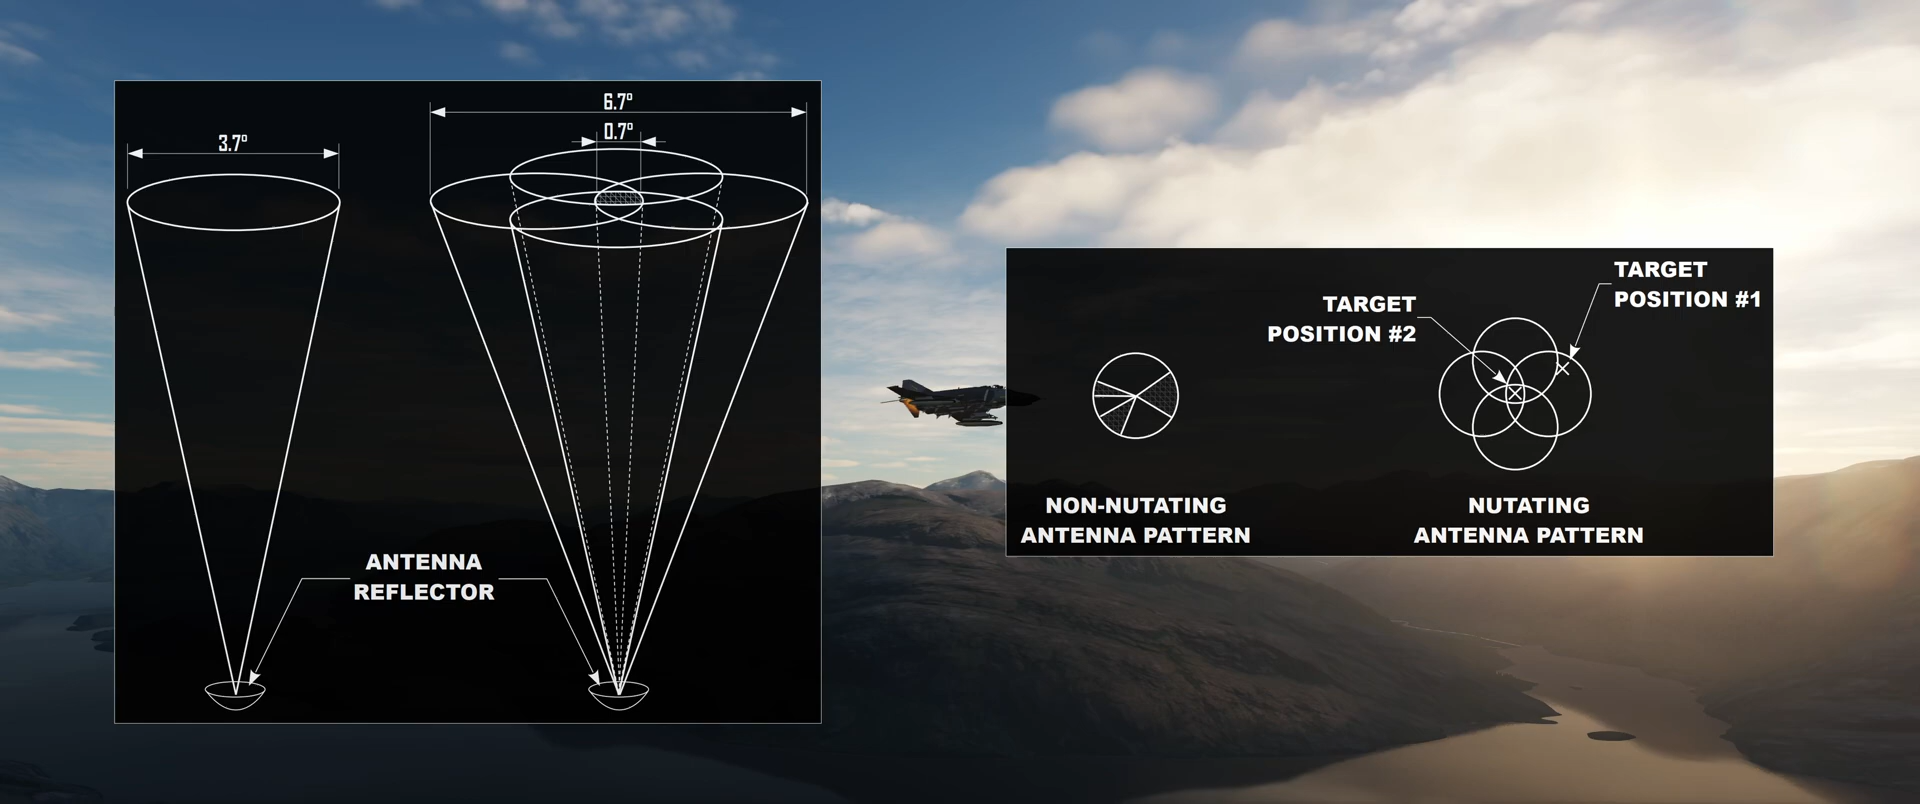 3.7°
6.7°
0.7°
ANTENNA
REFLECTOR
TARGET
POSITION #1
TARGET
POSITION #2
NON-NUTATING
ANTENNA PATTERN
NUTATING
ANTENNA PATTERN